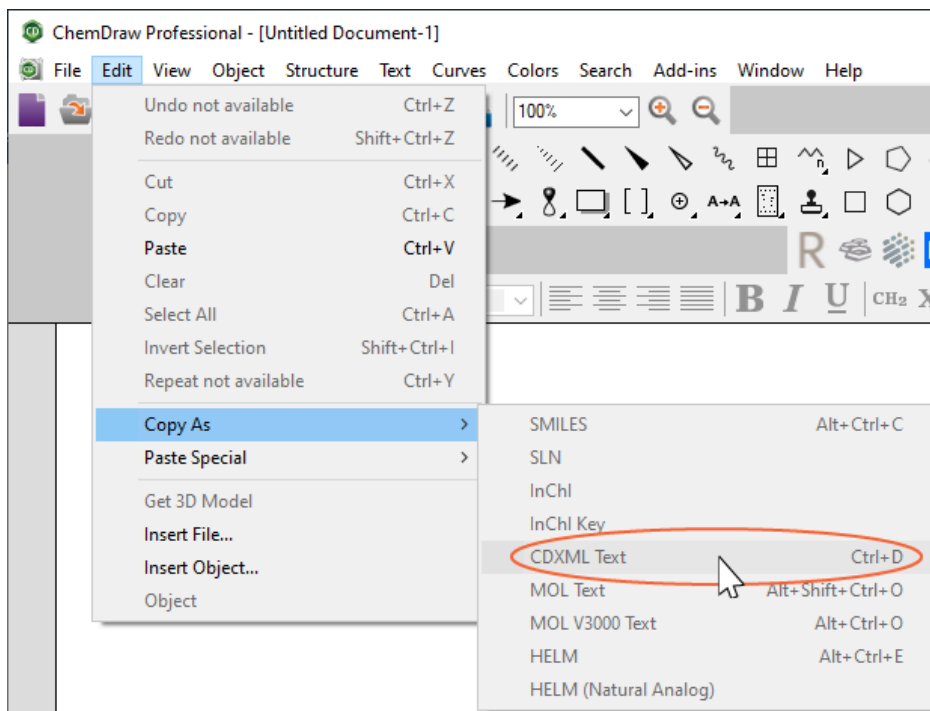 ChemDraw Professional - [Untitled Document-1]
File Edit View Object Structure Text Curves Colors Search Add-ins Window Help
Undo not available Ctrl+Z
100%
Redo not available Shift+Ctrl+Z
Cut Ctrl+X
Copy Ctrl+C
A→A
Paste Ctrl+V
R
Clear Del
Select All Ctrl+A
B I U CH₂ X
Invert Selection Shift+Ctrl+I
Repeat not available Ctrl+Y
Copy As >
Paste Special >
Get 3D Model
Insert File...
Insert Object...
Object
SMILES Alt+Ctrl+C
SLN
InChI
InChI Key
CDXML Text Ctrl+D
MOL Text Alt+Shift+Ctrl+O
MOL V3000 Text Alt+Ctrl+O
HELM Alt+Ctrl+E
HELM (Natural Analog)